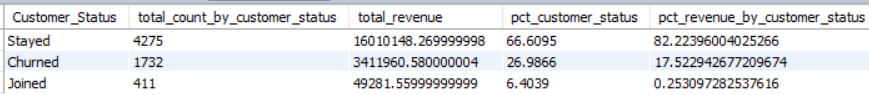 Customer_Status total_count_by_customer_status total_revenue pct_customer_status pct_revenue_by_customer_status
Stayed 4275 16010148.269999998 66.6095 82.22396004025266
Churned 1732 3411960.580000004 26.9866 17.522942677209674
Joined 411 49281.55999999999 6.4039 0.253097282537616